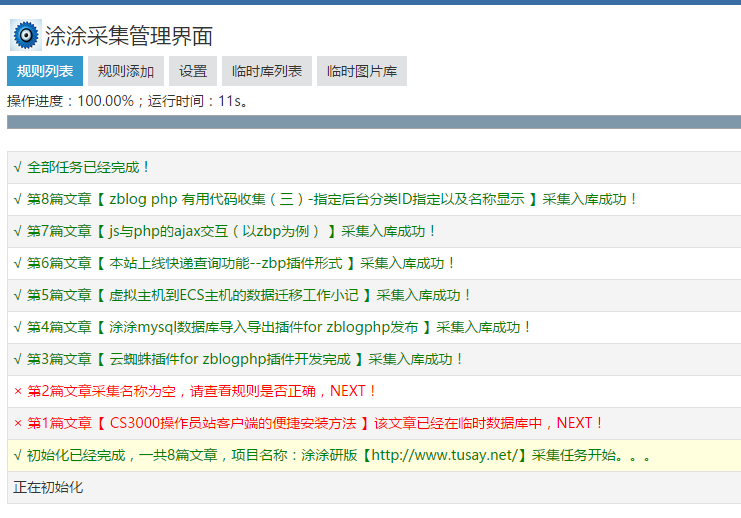 涂涂采集管理界面
规则列表 规则添加 设置 临时库列表 临时图片库
操作进度：100.00%；运行时间：11s。
√ 全部任务已经完成！
√ 第8篇文章【 zblog php 有用代码收集（三）-指定后台分类ID指定以及名称显示 】采集入库成功！
√ 第7篇文章【 js与php的ajax交互（以zbp为例） 】采集入库成功！
√ 第6篇文章【 本站上线快递查询功能--zbp插件形式 】采集入库成功！
√ 第5篇文章【 虚拟主机到ECS主机的数据迁移工作小记 】采集入库成功！
√ 第4篇文章【 涂涂mysql数据库导入导出插件for zblogphp发布 】采集入库成功！
√ 第3篇文章【 云蜘蛛插件for zblogphp插件开发完成 】采集入库成功！
× 第2篇文章采集名称为空，请查看规则是否正确，NEXT！
× 第1篇文章【 CS3000操作员站客户端的便捷安装方法 】该文章已经在临时数据库中，NEXT！
√ 初始化已经完成，一共8篇文章，项目名称：涂涂研版【http://www.tusay.net/】采集任务开始。。。
正在初始化